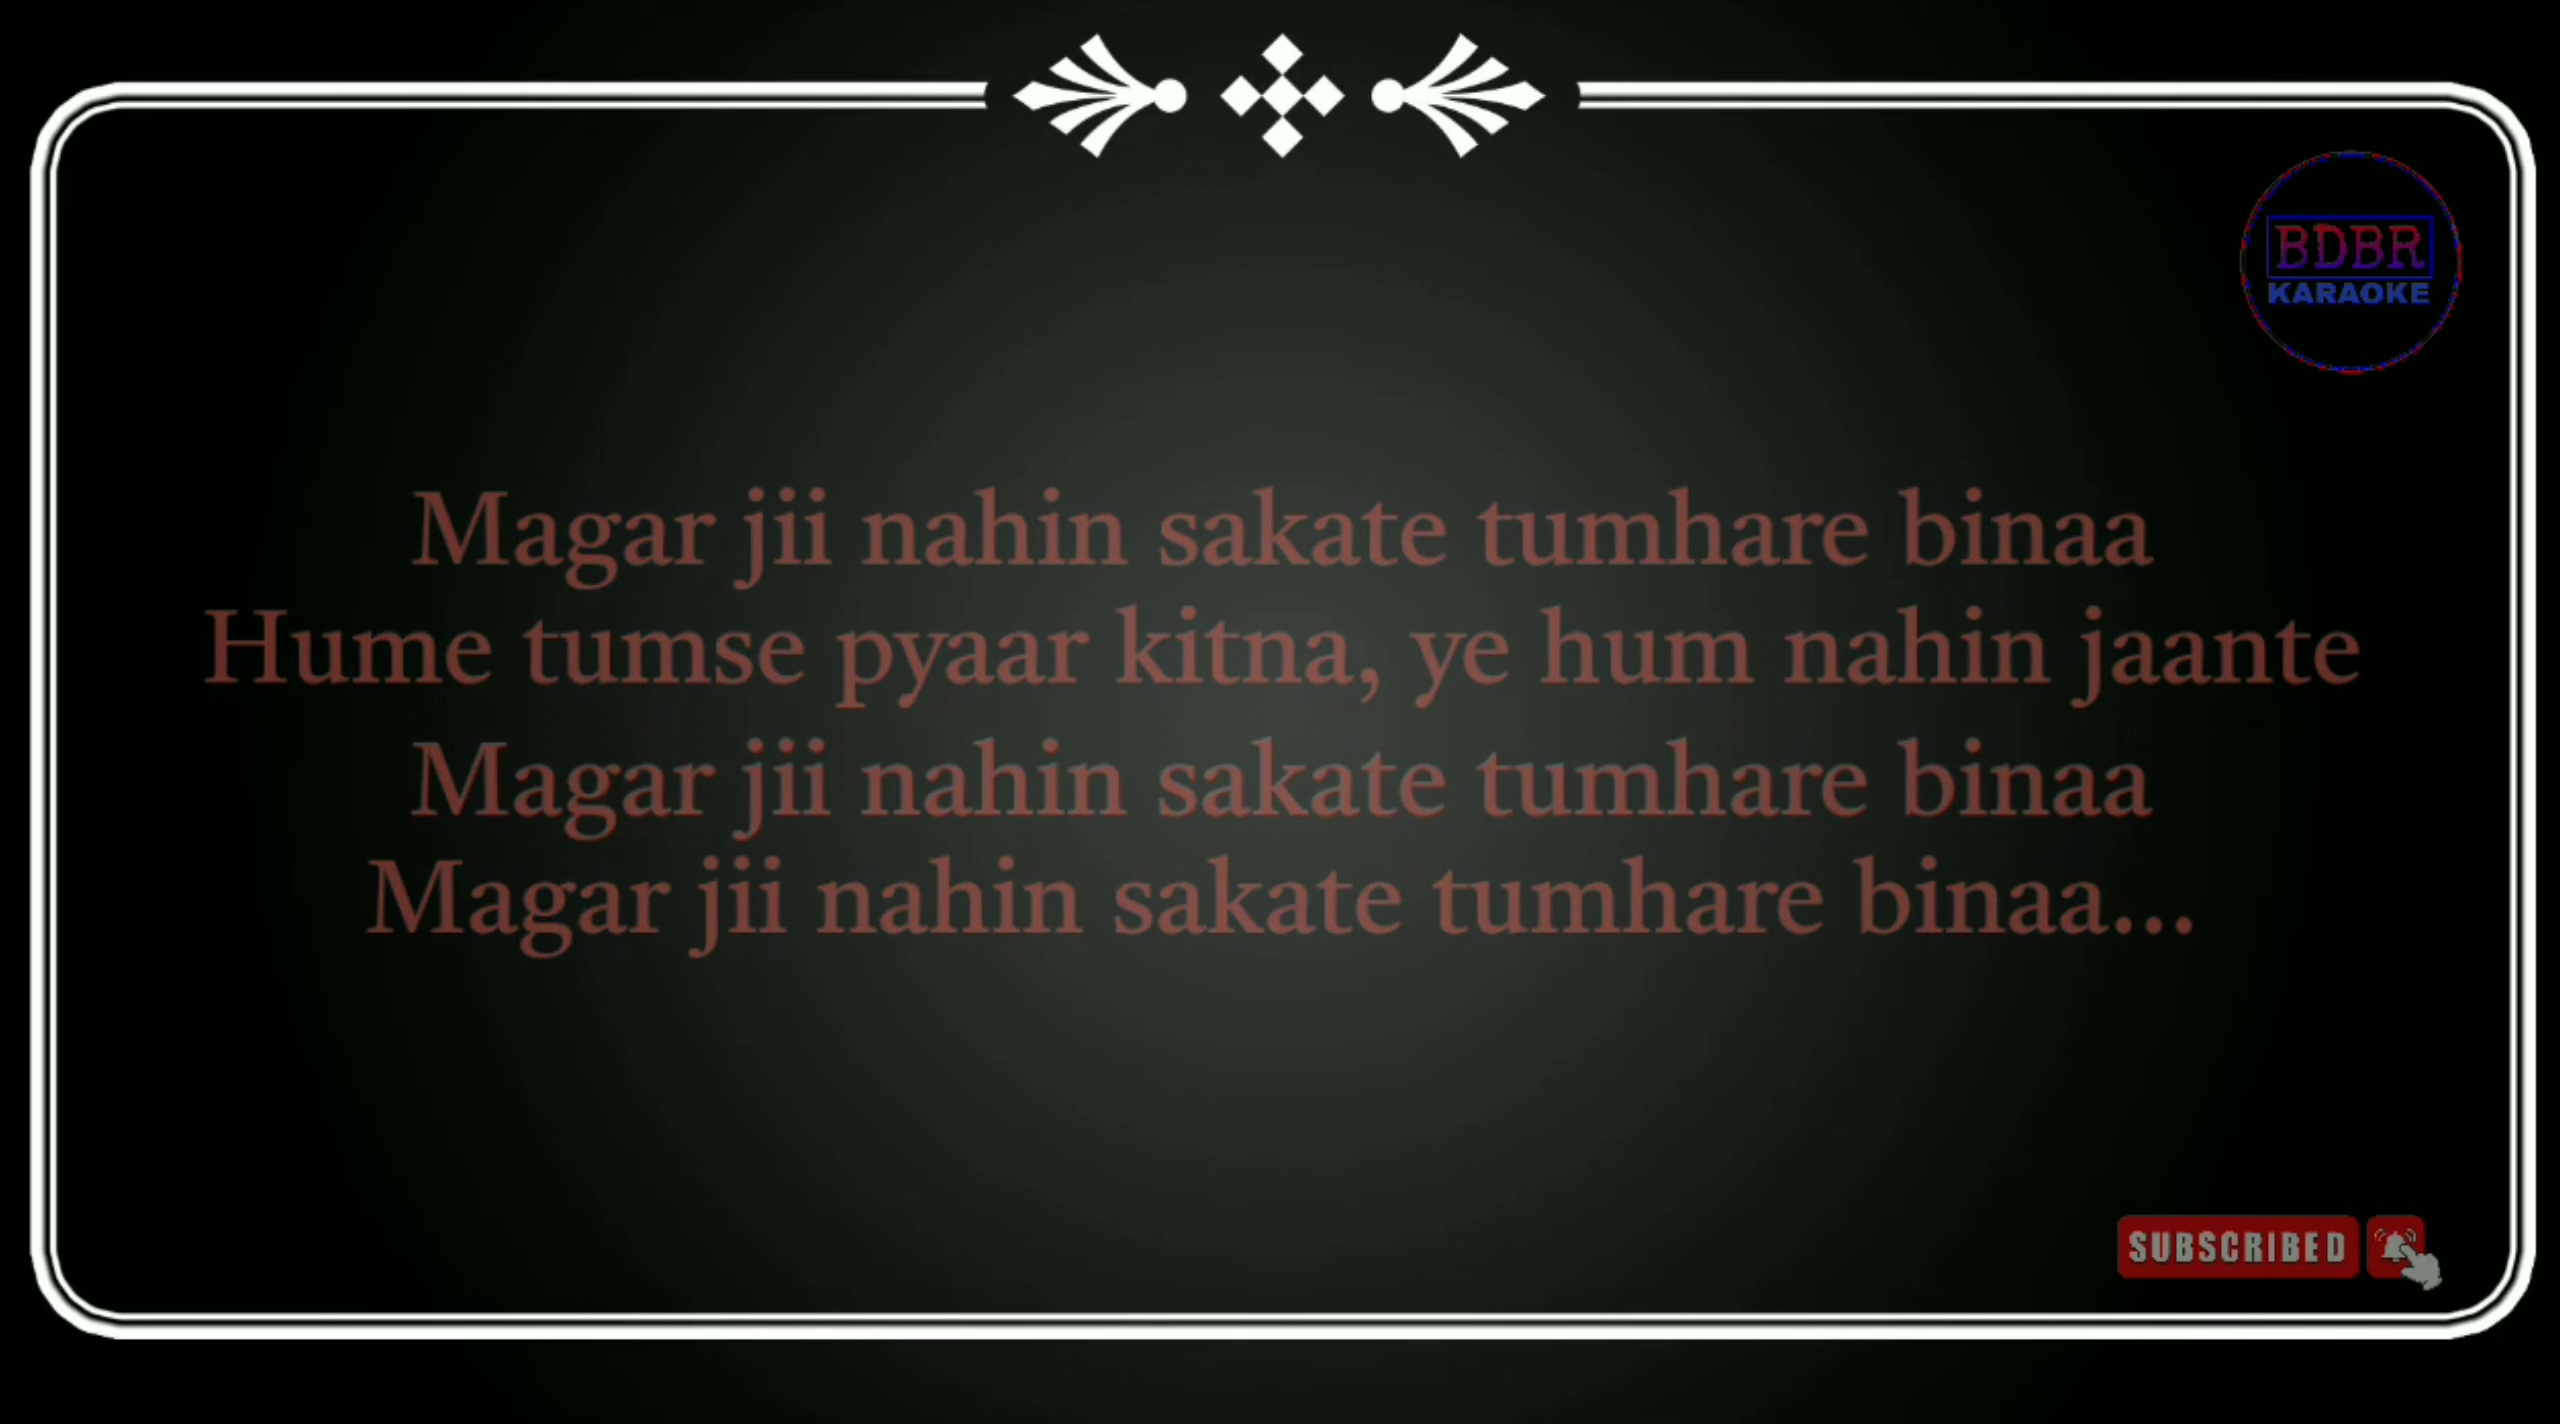 BDBR
KARAOKE
Magar jii nahin sakate tumhare binaa
Hume tumse pyaar kitna, ye hum nahin jaante
Magar jii nahin sakate tumhare binaa
Magar jii nahin sakate tumhare binaa...
SUBSCRIBED